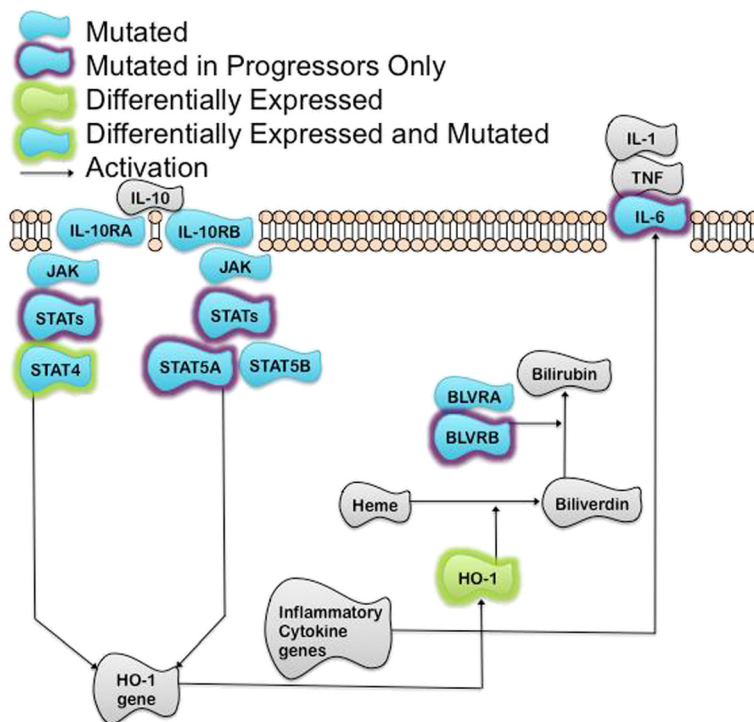 Mutated
Mutated in Progressors Only
Differentially Expressed
Differentially Expressed and Mutated
Activation
IL-1
TNF
IL-6
IL-10
IL-10RA
IL-10RB
JAK
JAK
STATs
STATs
STAT4
STAT5A
STAT5B
Bilirubin
BLVRA
BLVRB
Heme
Biliverdin
HO-1
Inflammatory
Cytokine
genes
HO-1
gene